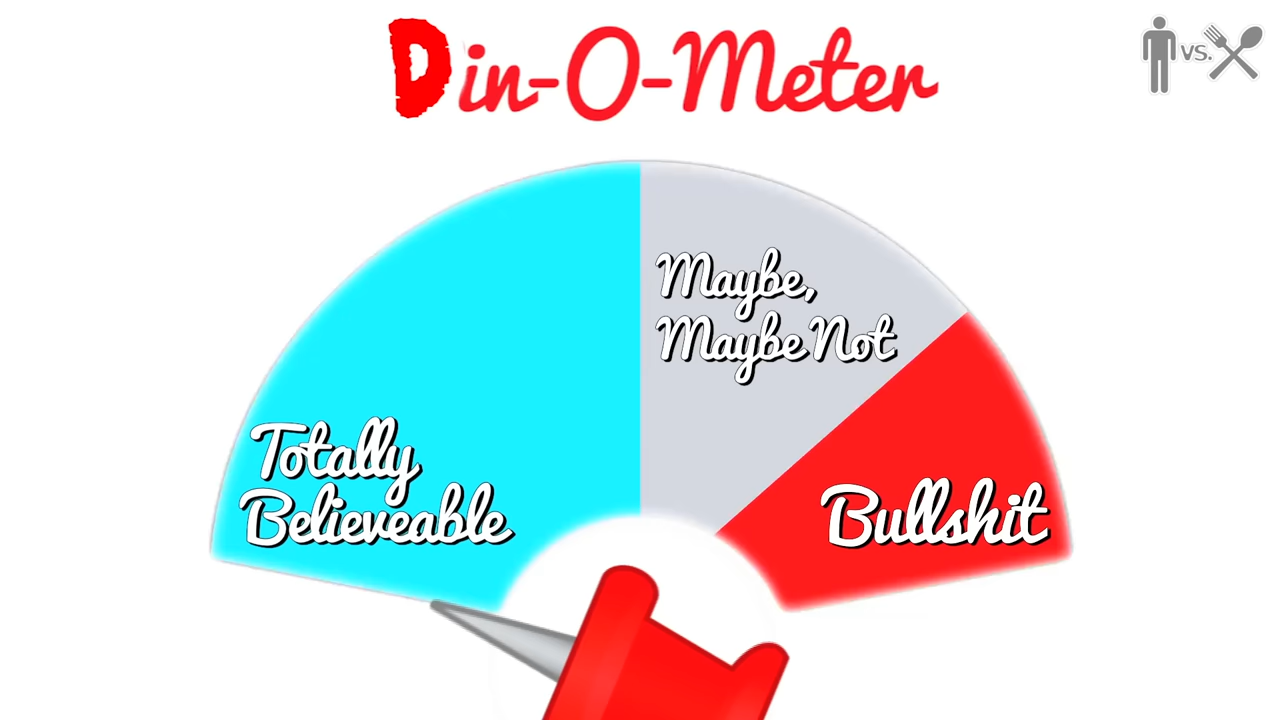 Din-O-Meter
vs.
Maybe,
Maybe Not
Totally
Believeable
Bullshit